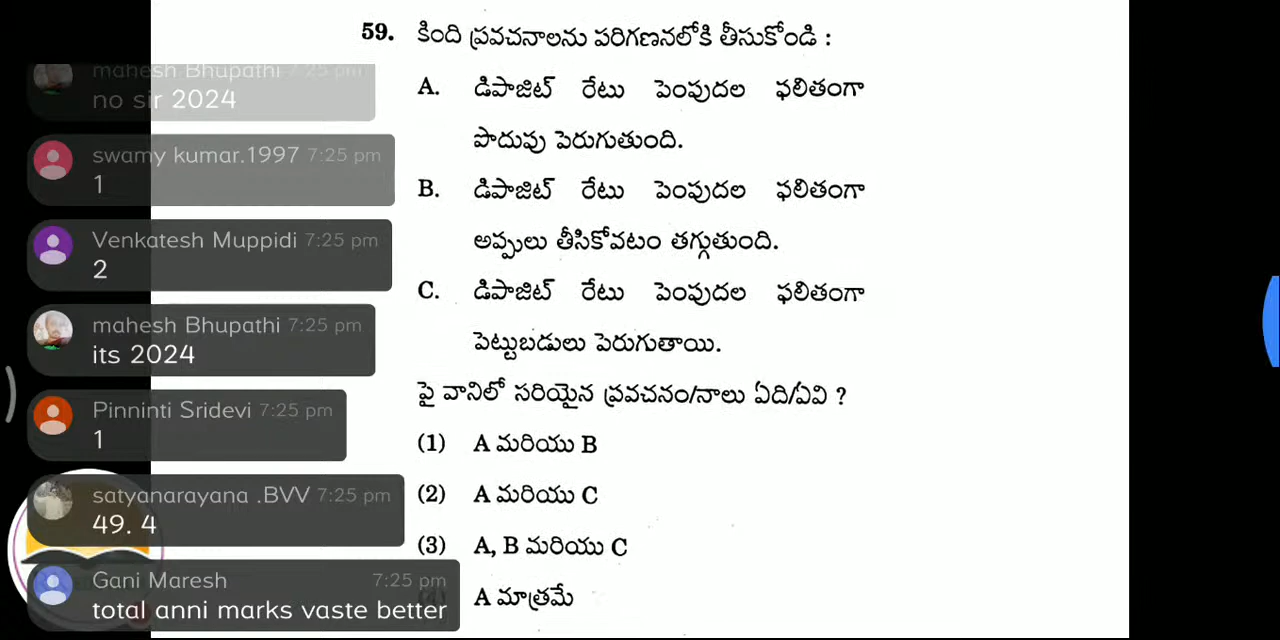 59. కింది ప్రవచనాలను పరిగణనలోకి తీసుకోండి :
A. డిపాజిట్ రేటు పెంపుదల ఫలితంగా
పొదుపు పెరుగుతుంది.
B. డిపాజిట్ రేటు పెంపుదల ఫలితంగా
అప్పులు తీసికోవటం తగ్గుతుంది.
C. డిపాజిట్ రేటు పెంపుదల ఫలితంగా
పెట్టుబడులు పెరుగుతాయి.
పై వానిలో సరియైన ప్రవచనం/నాలు ఏది/ఏవి ?
(1) A మరియు B
(2) A మరియు C
(3) A, B మరియు C
(4) A మాత్రమే
mahesh Bhupathi 7:25 pm
no sir 2024
swamy kumar.1997 7:25 pm
1
Venkatesh Muppidi 7:25 pm
2
mahesh Bhupathi 7:25 pm
its 2024
Pinninti Sridevi 7:25 pm
1
satyanarayana .BVV 7:25 pm
49. 4
Gani Maresh 7:25 pm
total anni marks vaste better